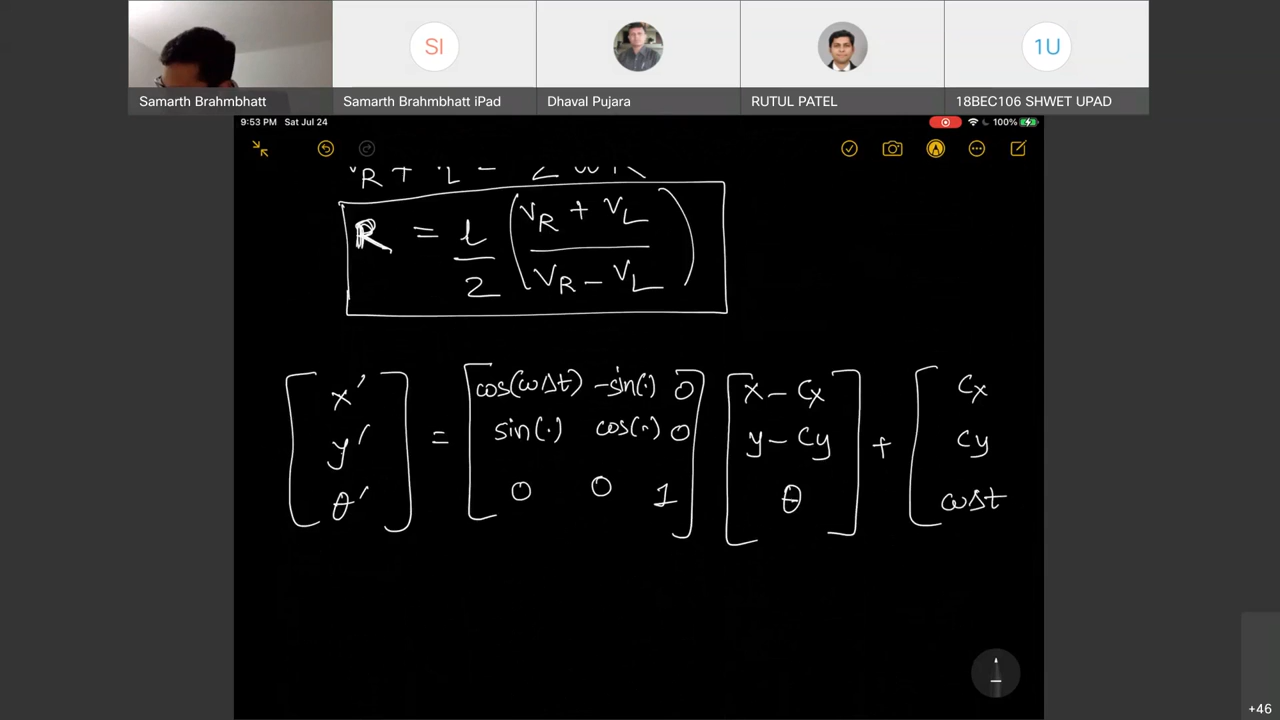 SI
1U
Samarth Brahmbhatt
Samarth Brahmbhatt iPad
Dhaval Pujara
RUTUL PATEL
18BEC106 SHWET UPAD
9:53 PM Sat Jul 24
100%
R = l/2 (VR + VL / VR - VL)
[x' y' θ'] = [cos(ωΔt) -sin(·) 0 sin(·) cos(·) 0 0 0 1] [x - Cx y - Cy θ] + [Cx Cy ωΔt
+46